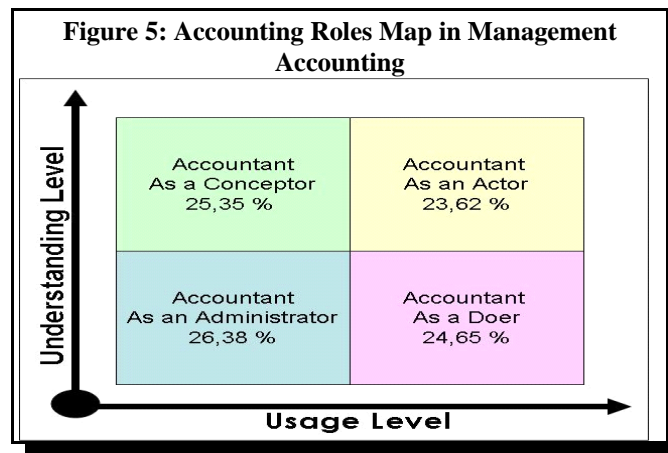 Figure 5: Accounting Roles Map in Management
Accounting
Understanding Level
Accountant
As a Conceptor
25,35 %
Accountant
As an Actor
23,62 %
Accountant
As an Administrator
26,38 %
Accountant
As a Doer
24,65 %
Usage Level